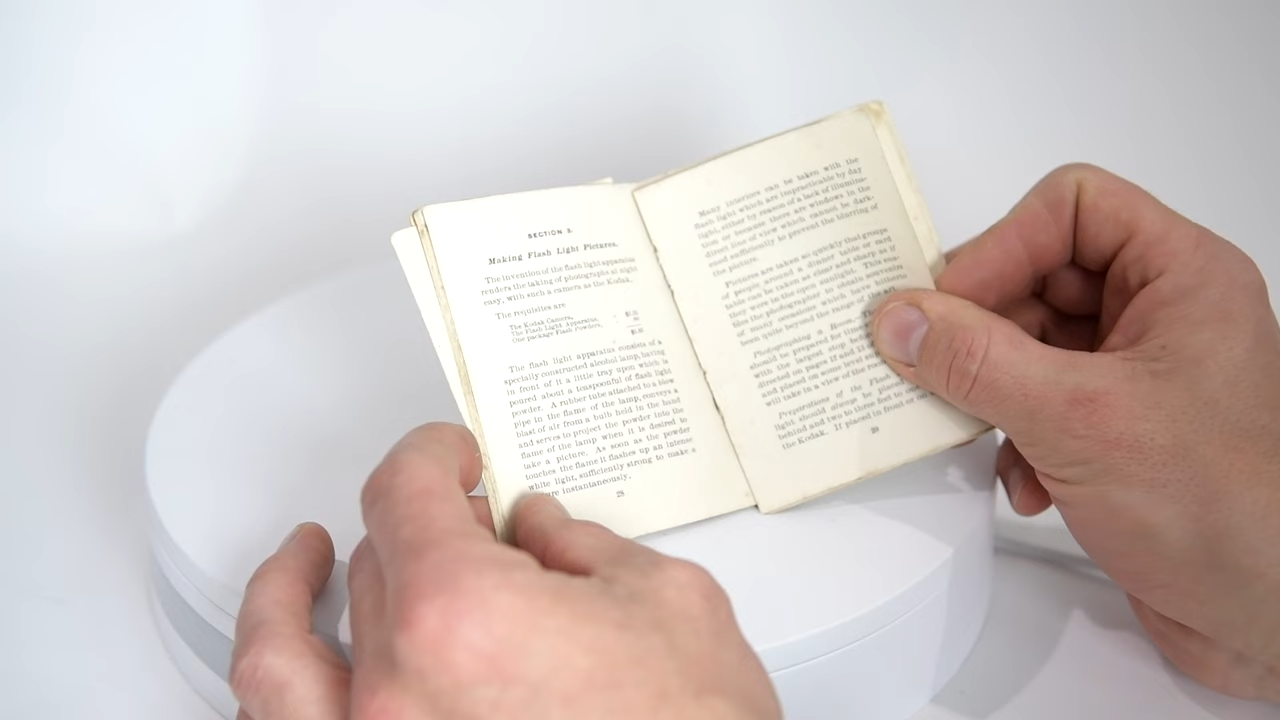 SECTION 3.
Making Flash Light Pictures.
The invention of the flash light apparatus
renders the taking of photographs at night
easy, with such a camera as the Kodak.
The requisites are
The Kodak Camera,
The Flash Light Apparatus,
One package Flash Powders,
The flash light apparatus consists of a
specially constructed alcohol lamp, having
in front of it a little tray upon which is
poured about a teaspoonful of flash light
powder. A rubber tube attached to a blow
pipe in the flame of the lamp, conveys a
blast of air from a bulb held in the hand
and serves to project the powder into the
flame of the lamp when it is desired to
take a picture. As soon as the powder
touches the flame it flashes up an intense
white light, sufficiently strong to make a
ure instantaneously.
28
Many interiors can be taken with the
flash light which are impracticable by day
light, either by reason of a lack of illumina-
tion or because there are windows in the
direct line of view which cannot be dark-
ened sufficiently to prevent the blurring of
the picture.
Pictures are taken so quickly that groups
of people around a dinner table or card
table can be taken as clear and sharp as if
they were in the open sunlight. This ena-
bles the photographer to obtain souvenirs
of many occasions which have hitherto
been quite beyond the range of the art.
Photographing a Room.
should be prepared for
with the largest stop
directed on pages 11 and
and placed on some level
will take in a view of the
Preparations of the Flash
light should always be
behind and two to three feet to
the Kodak. If placed in front or
29